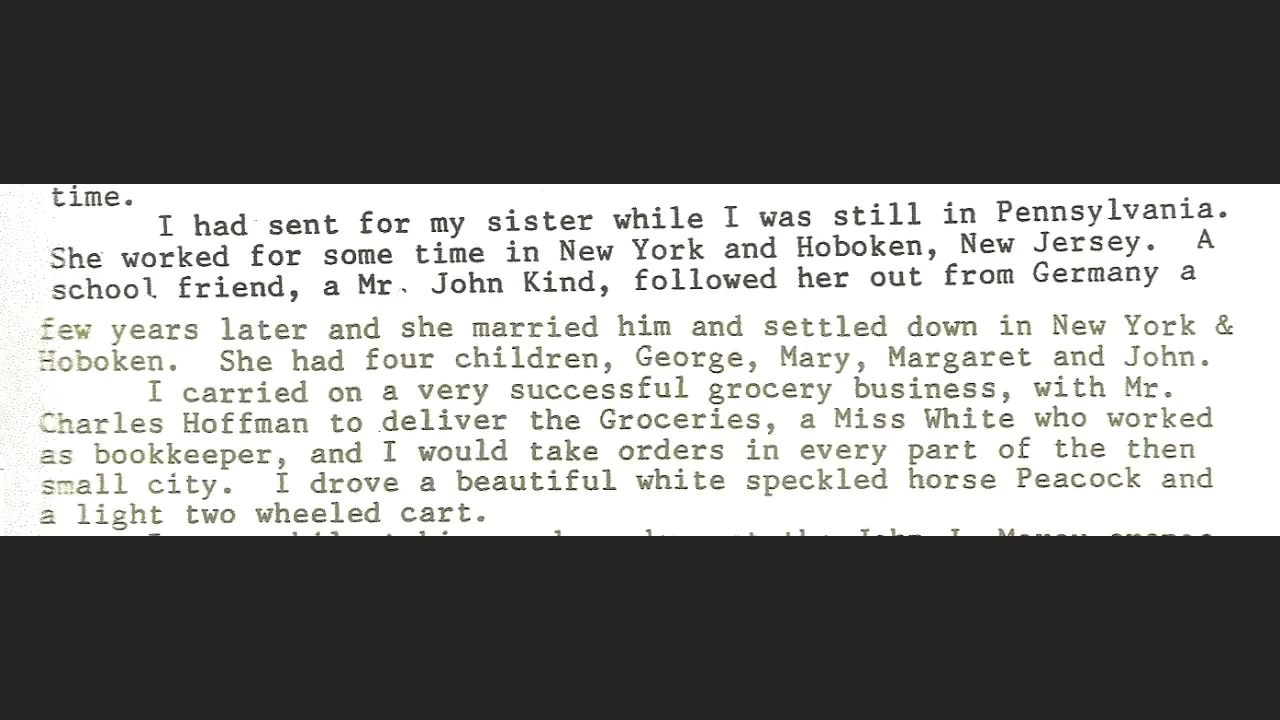 time.
I had sent for my sister while I was still in Pennsylvania.
She worked for some time in New York and Hoboken, New Jersey. A
school friend, a Mr. John Kind, followed her out from Germany a
few years later and she married him and settled down in New York &
Hoboken. She had four children, George, Mary, Margaret and John.
I carried on a very successful grocery business, with Mr.
Charles Hoffman to deliver the Groceries, a Miss White who worked
as bookkeeper, and I would take orders in every part of the then
small city. I drove a beautiful white speckled horse Peacock and
a light two wheeled cart.